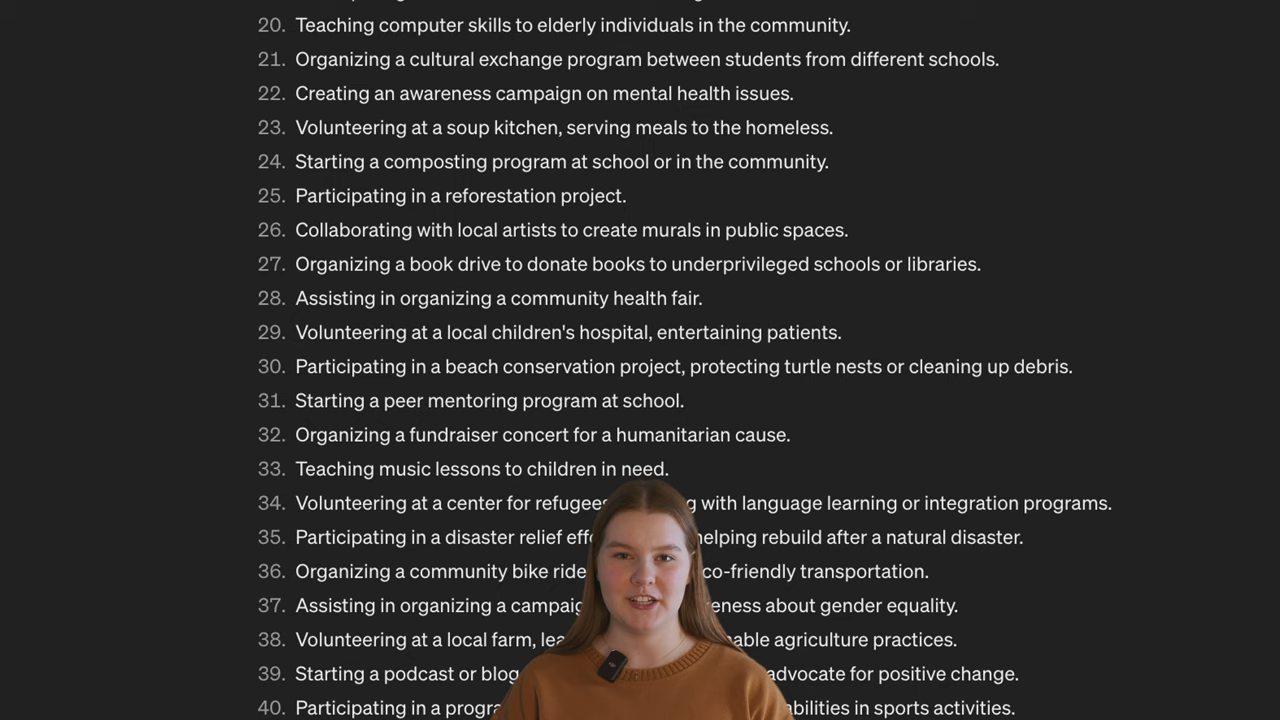 20. Teaching computer skills to elderly individuals in the community.
21. Organizing a cultural exchange program between students from different schools.
22. Creating an awareness campaign on mental health issues.
23. Volunteering at a soup kitchen, serving meals to the homeless.
24. Starting a composting program at school or in the community.
25. Participating in a reforestation project.
26. Collaborating with local artists to create murals in public spaces.
27. Organizing a book drive to donate books to underprivileged schools or libraries.
28. Assisting in organizing a community health fair.
29. Volunteering at a local children's hospital, entertaining patients.
30. Participating in a beach conservation project, protecting turtle nests or cleaning up debris.
31. Starting a peer mentoring program at school.
32. Organizing a fundraiser concert for a humanitarian cause.
33. Teaching music lessons to children in need.
34. Volunteering at a center for refugees with language learning or integration programs.
35. Participating in a disaster relief helping rebuild after a natural disaster.
36. Organizing a community bike ride transportation.
37. Assisting in organizing a about gender equality.
38. Volunteering at a local farm, agriculture practices.
39. Starting a podcast or blog advocate for positive change.
40. Participating in a in sports activities.